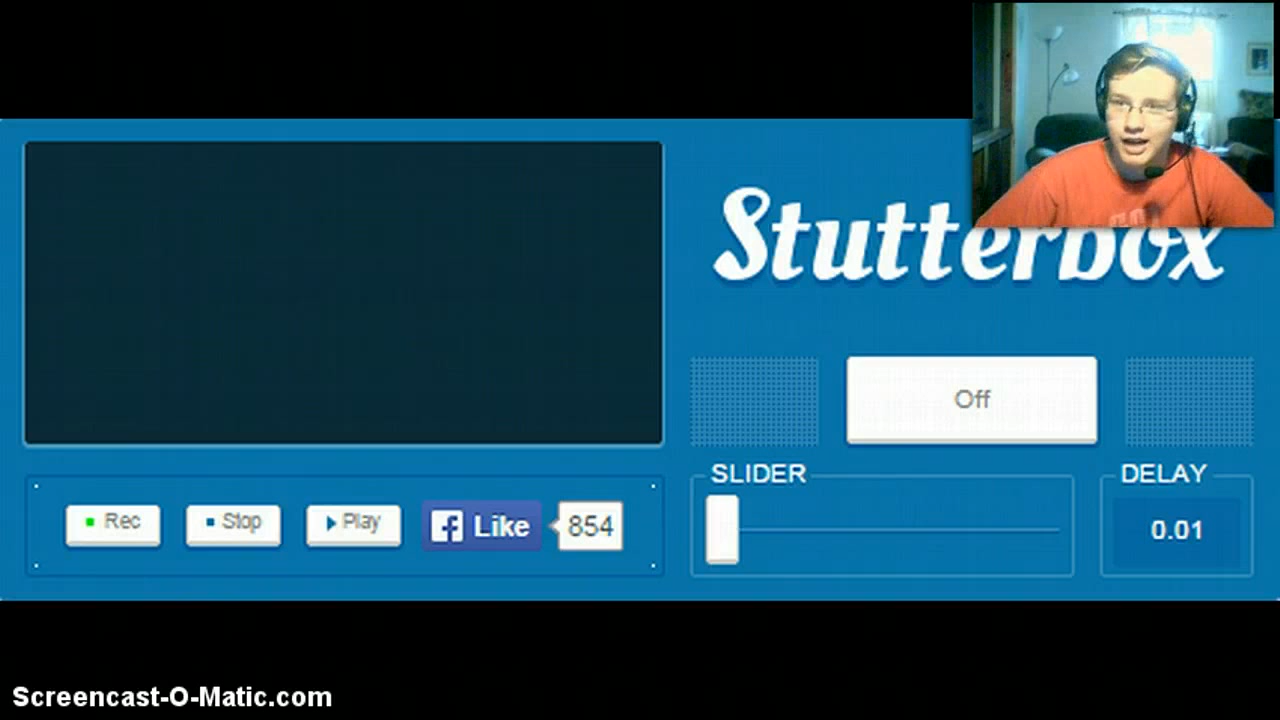 Stutterbox
Off
SLIDER
DELAY
Rec
Stop
Play
Like
854
0.01
Screencast-O-Matic.com